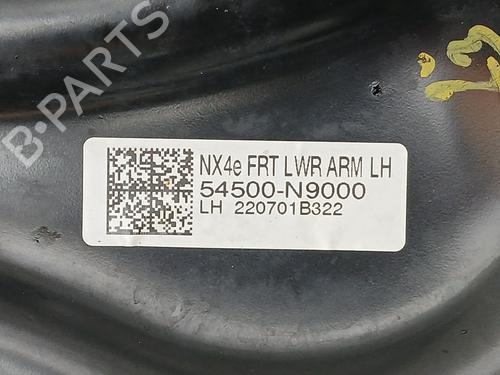 B-PARTS
NX4e FRT LWR ARM LH
54500-N9000
LH 220701B322